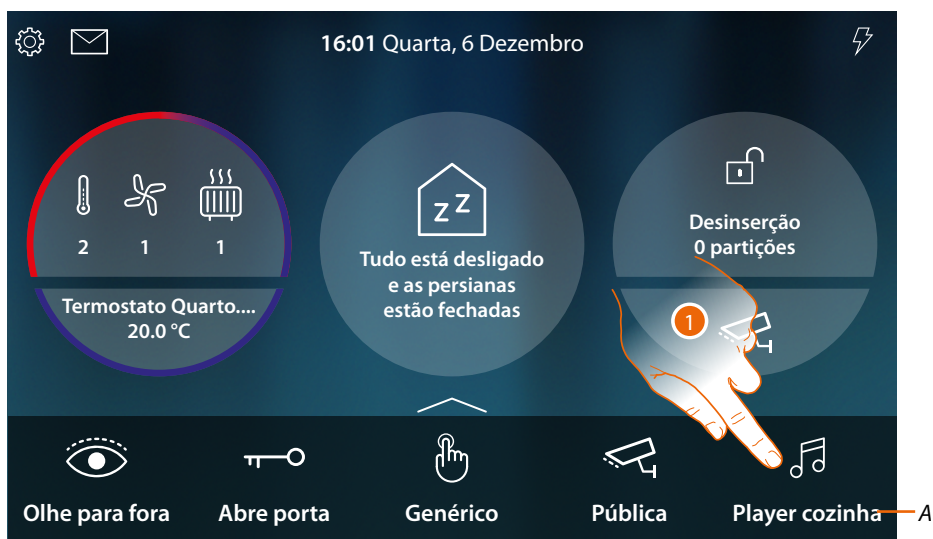 16:01 Quarta, 6 Dezembro
2 1 1
Termostato Quarto....
20.0 °C
z Z
Tudo está desligado
e as persianas
estão fechadas
Desinserção
0 partições
1
Olhe para fora Abre porta Genérico Pública Player cozinha A